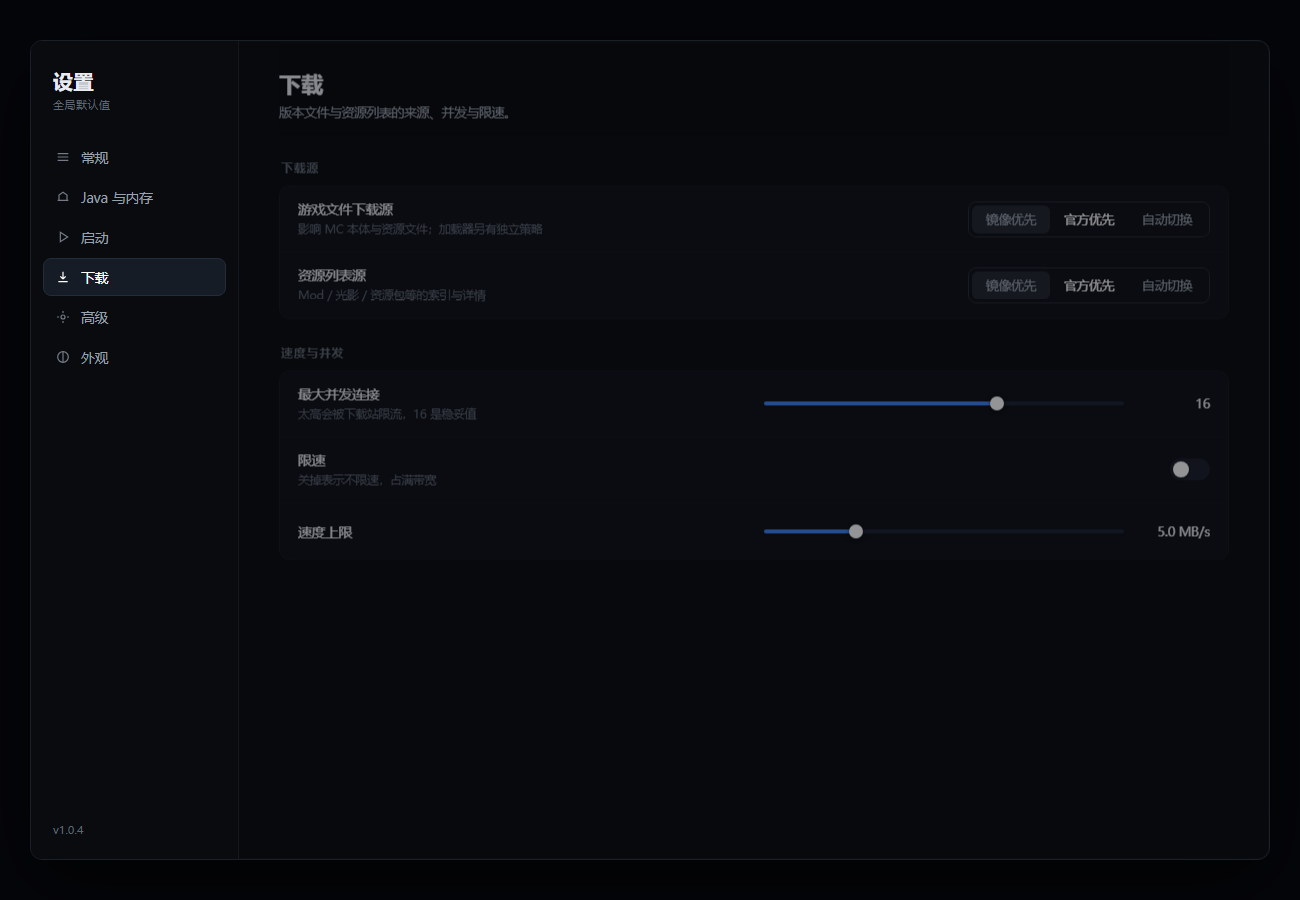 设置
全局默认值
常规
Java 与内存
启动
下载
高级
外观
v1.0.4
下载
版本文件与资源列表的来源、并发与限速。
下载源
游戏文件下载源
影响 MC 本体与资源文件；加载器另有独立策略
镜像优先 官方优先 自动切换
资源列表源
Mod / 光影 / 资源包等的索引与详情
镜像优先 官方优先 自动切换
速度与并发
最大并发连接
太高会被下载站限流，16 是稳妥值
16
限速
关掉表示不限速，占满带宽
速度上限
5.0 MB/s